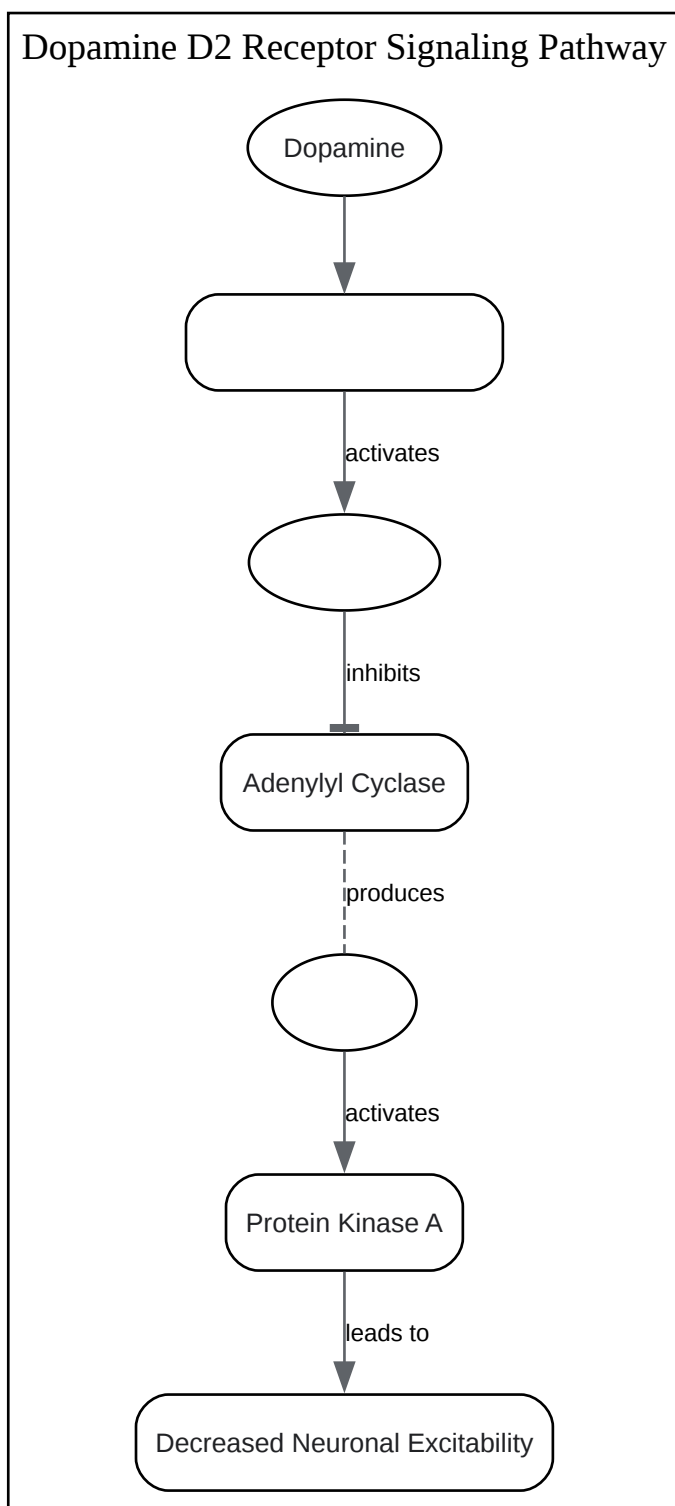 Dopamine D2 Receptor Signaling Pathway
Dopamine
activates
inhibits
Adenylyl Cyclase
produces
activates
Protein Kinase A
leads to
Decreased Neuronal Excitability